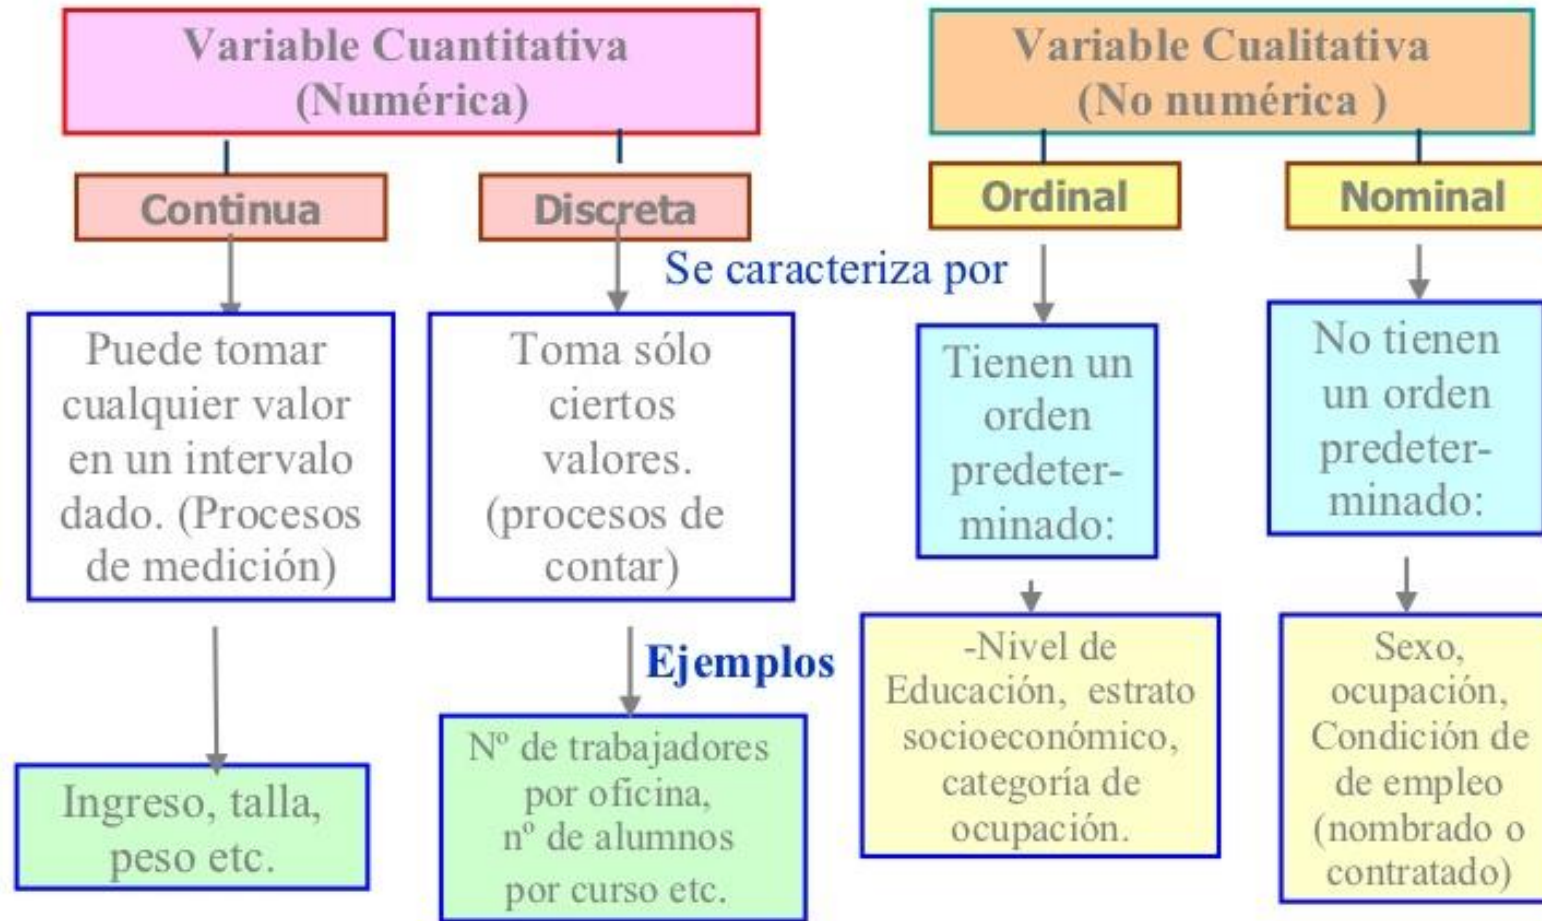 Variable Cuantitativa
(Numérica)
Variable Cualitativa
(No numérica )
Continua
Discreta
Ordinal
Nominal
Se caracteriza por
Puede tomar
cualquier valor
en un intervalo
dado. (Procesos
de medición)
Toma sólo
ciertos
valores.
(procesos de
contar)
Tienen un
orden
predeter-
minado:
No tienen
un orden
predeter-
minado:
Ejemplos
Ingreso, talla,
peso etc.
Nº de trabajadores
por oficina,
nº de alumnos
por curso etc.
-Nivel de
Educación, estrato
socioeconómico,
categoría de
ocupación.
Sexo,
ocupación,
Condición de
de empleo
(nombrado o
contratado)